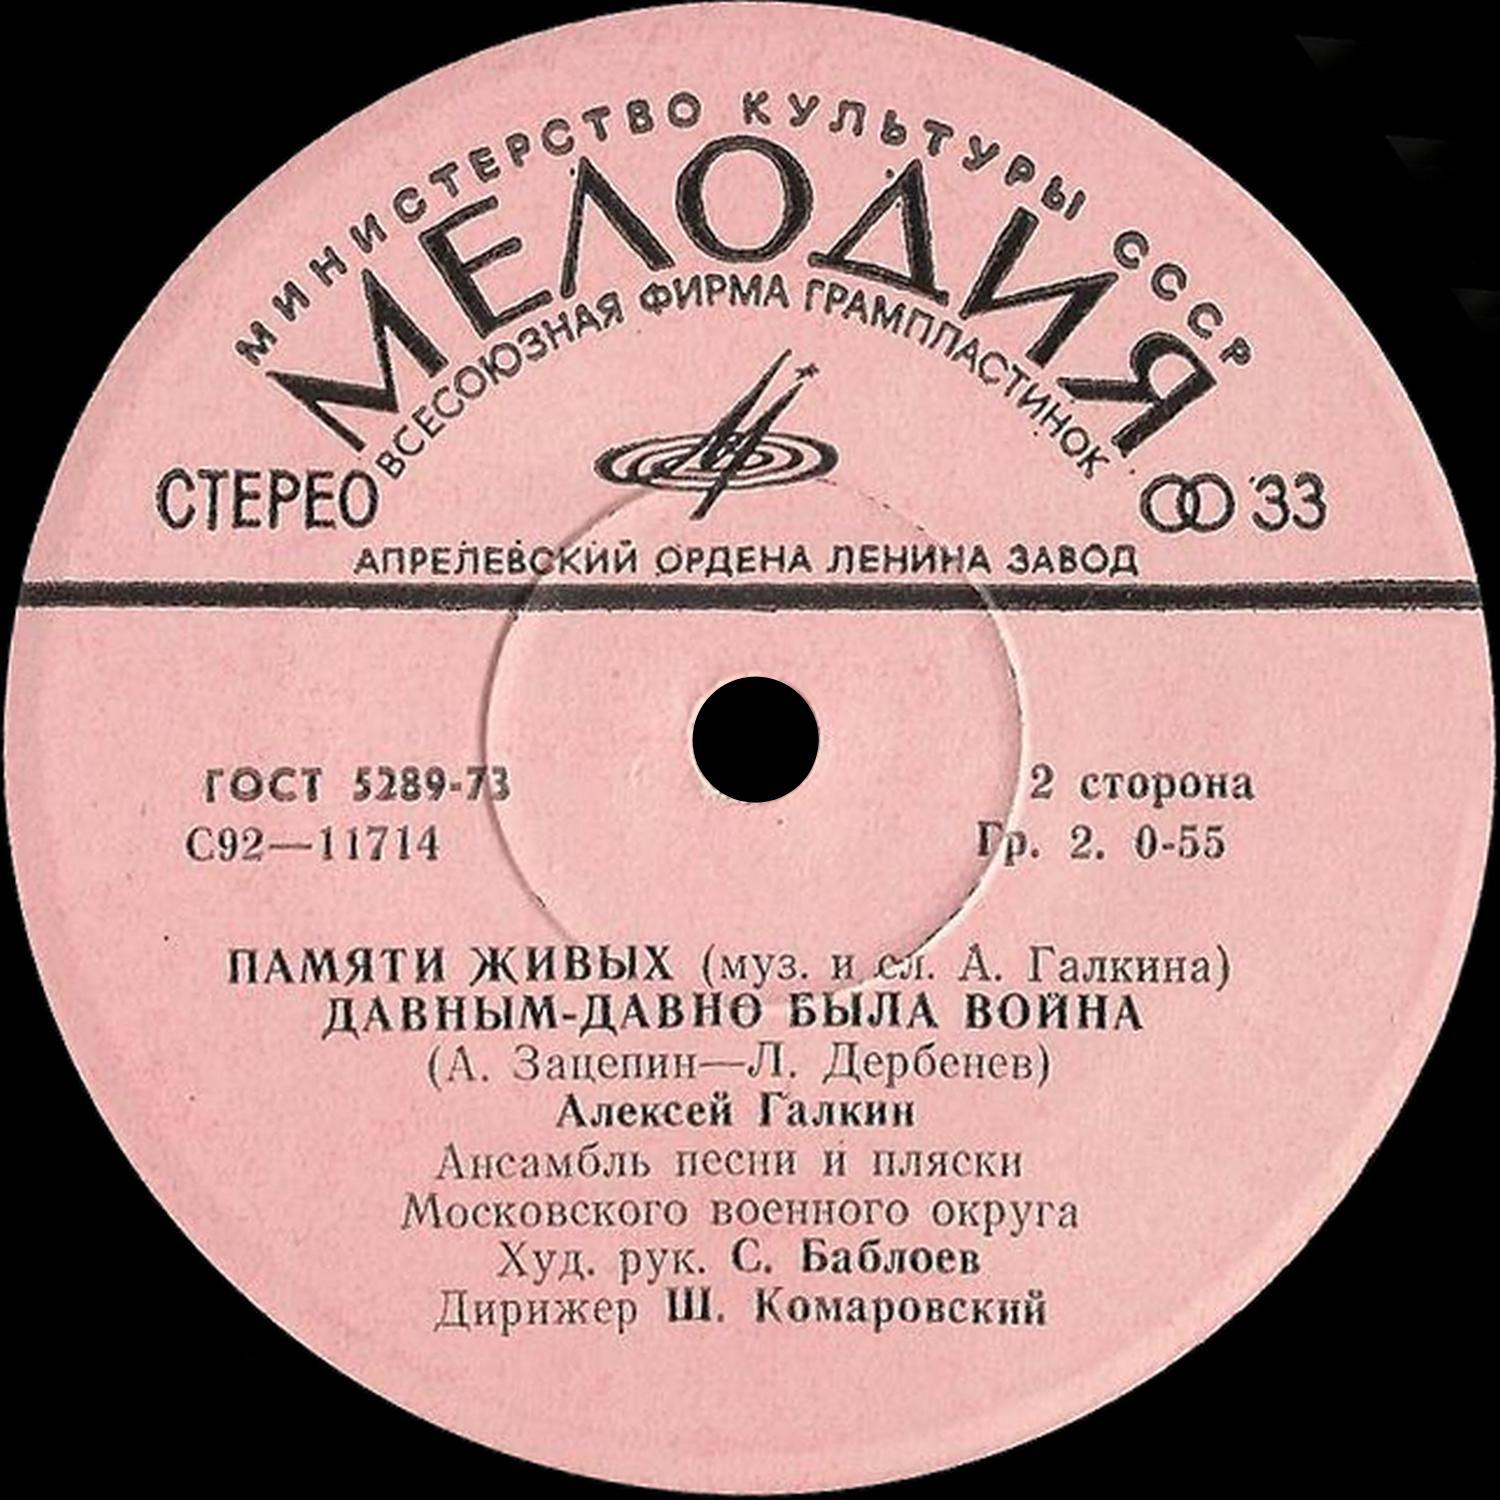 МИНИСТЕРСТВО КУЛЬТУРЫ СССР
МЕЛОДИЯ
ВСЕСОЮЗНАЯ ФИРМА ГРАМПЛАСТИНОК
СТЕРЕО
33
АПРЕЛЕВСКИЙ ОРДЕНА ЛЕНИНА ЗАВОД
ГОСТ 5289-73
2 сторона
С92—11714
Гр. 2. 0-55
ПАМЯТИ ЖИВЫХ (муз. и сл. А. Галкина)
ДАВНЫМ-ДАВНО БЫЛА ВОЙНА
(А. Зацепин—Л. Дербенев)
Алексей Галкин
Ансамбль песни и пляски
Московского военного округа
Худ. рук. С. Баблоев
Дирижер Ш. Комаровский